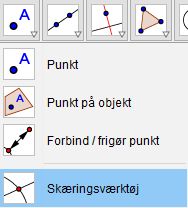 A
Punkt
A
Punkt på objekt
Forbind / frigør punkt
Skæringsværktøj